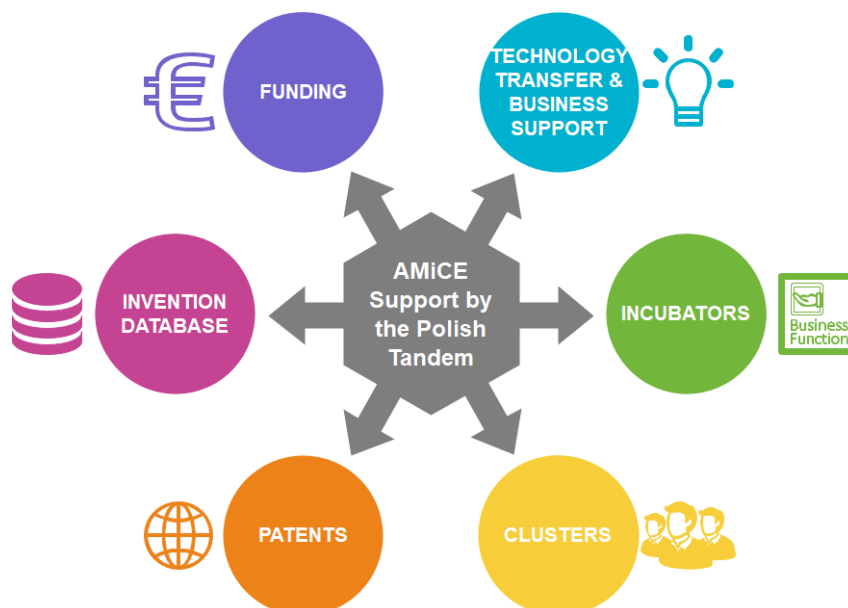 FUNDING
TECHNOLOGY
TRANSFER &
BUSINESS
SUPPORT
AMiCE
Support by
the Polish
Tandem
INVENTION
DATABASE
INCUBATORS
Business
Function
PATENTS
CLUSTERS